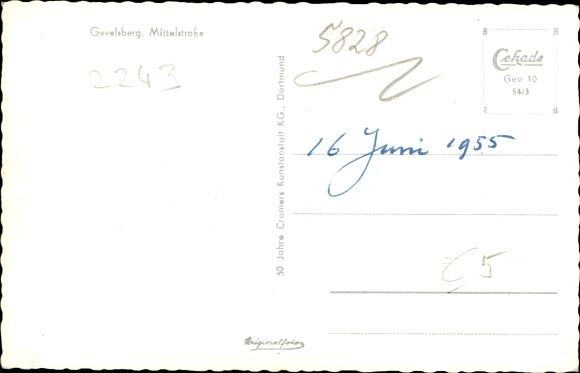 Gevelsberg. Mittelstraße
2243
50 Jahre Cramers Kunstanstalt KG., Dortmund
5828
Cekade
Gev 10
54/3
16 Juni 1955
€ 5
Originalfoto